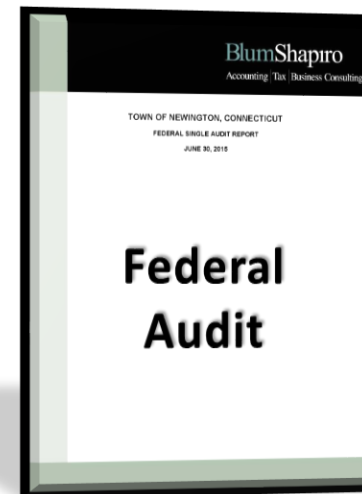 BlumShapiro
Accounting | Tax | Business Consulting
TOWN OF NEWINGTON, CONNECTICUT
FEDERAL SINGLE AUDIT REPORT
JUNE 30, 2015
Federal
Audit